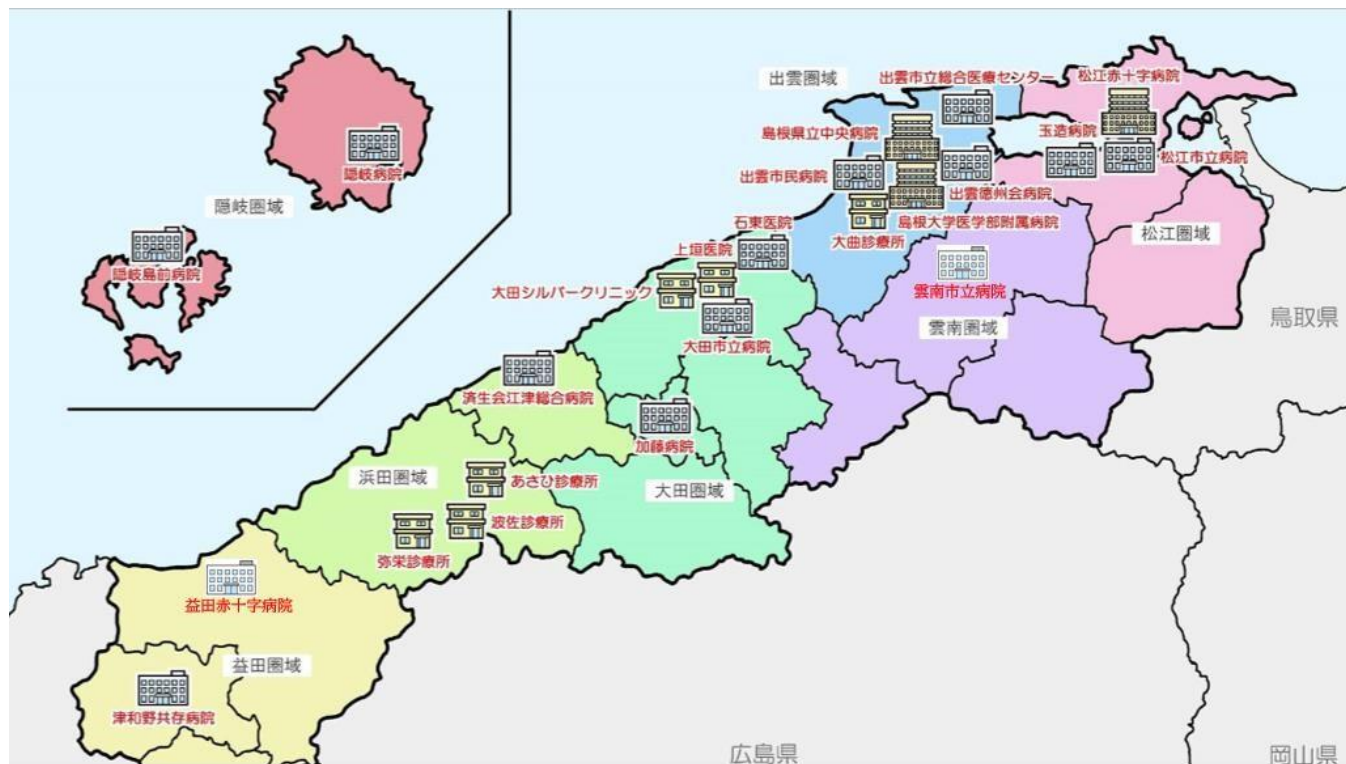 出雲圏域
出雲市立総合医療センター
松江赤十字病院
島根県立中央病院
玉造病院
松江市立病院
出雲市民病院
出雲徳州会病院
島根大学医学部附属病院
大曲診療所
松江圏域
隠岐病院
隠岐圏域
隠岐島前病院
石東医院
上垣医院
大田シルバークリニック
大田市立病院
雲南市立病院
雲南圏域
鳥取県
済生会江津総合病院
加藤病院
浜田圏域
あさひ診療所
大田圏域
波佐診療所
弥栄診療所
益田赤十字病院
益田圏域
津和野共存病院
広島県
岡山県